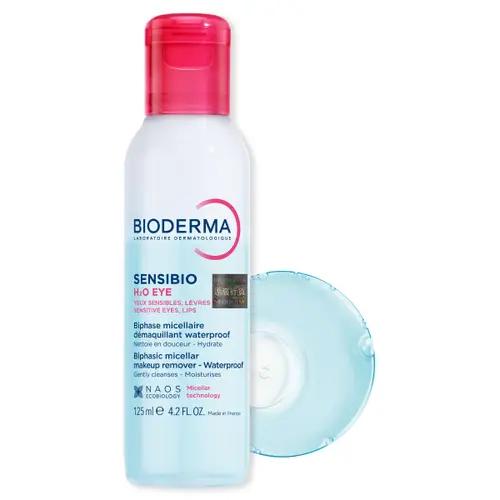 BIODERMA
LABORATOIRE DERMATOLOGIQUE
SENSIBIO
H₂O EYE
YEUX SENSIBLES, LÈVRES
SENSITIVE EYES, LIPS
Biphase micellaire
démaquillant waterproof
Nettoie en douceur - Hydrate
Biphasic micellar
makeup remover - Waterproof
Gently cleanses - Moisturises
NAOS
ECOBIOLOGY
Micellar
technology
125 ml ℮ 4.2 FL. OZ. Made in France